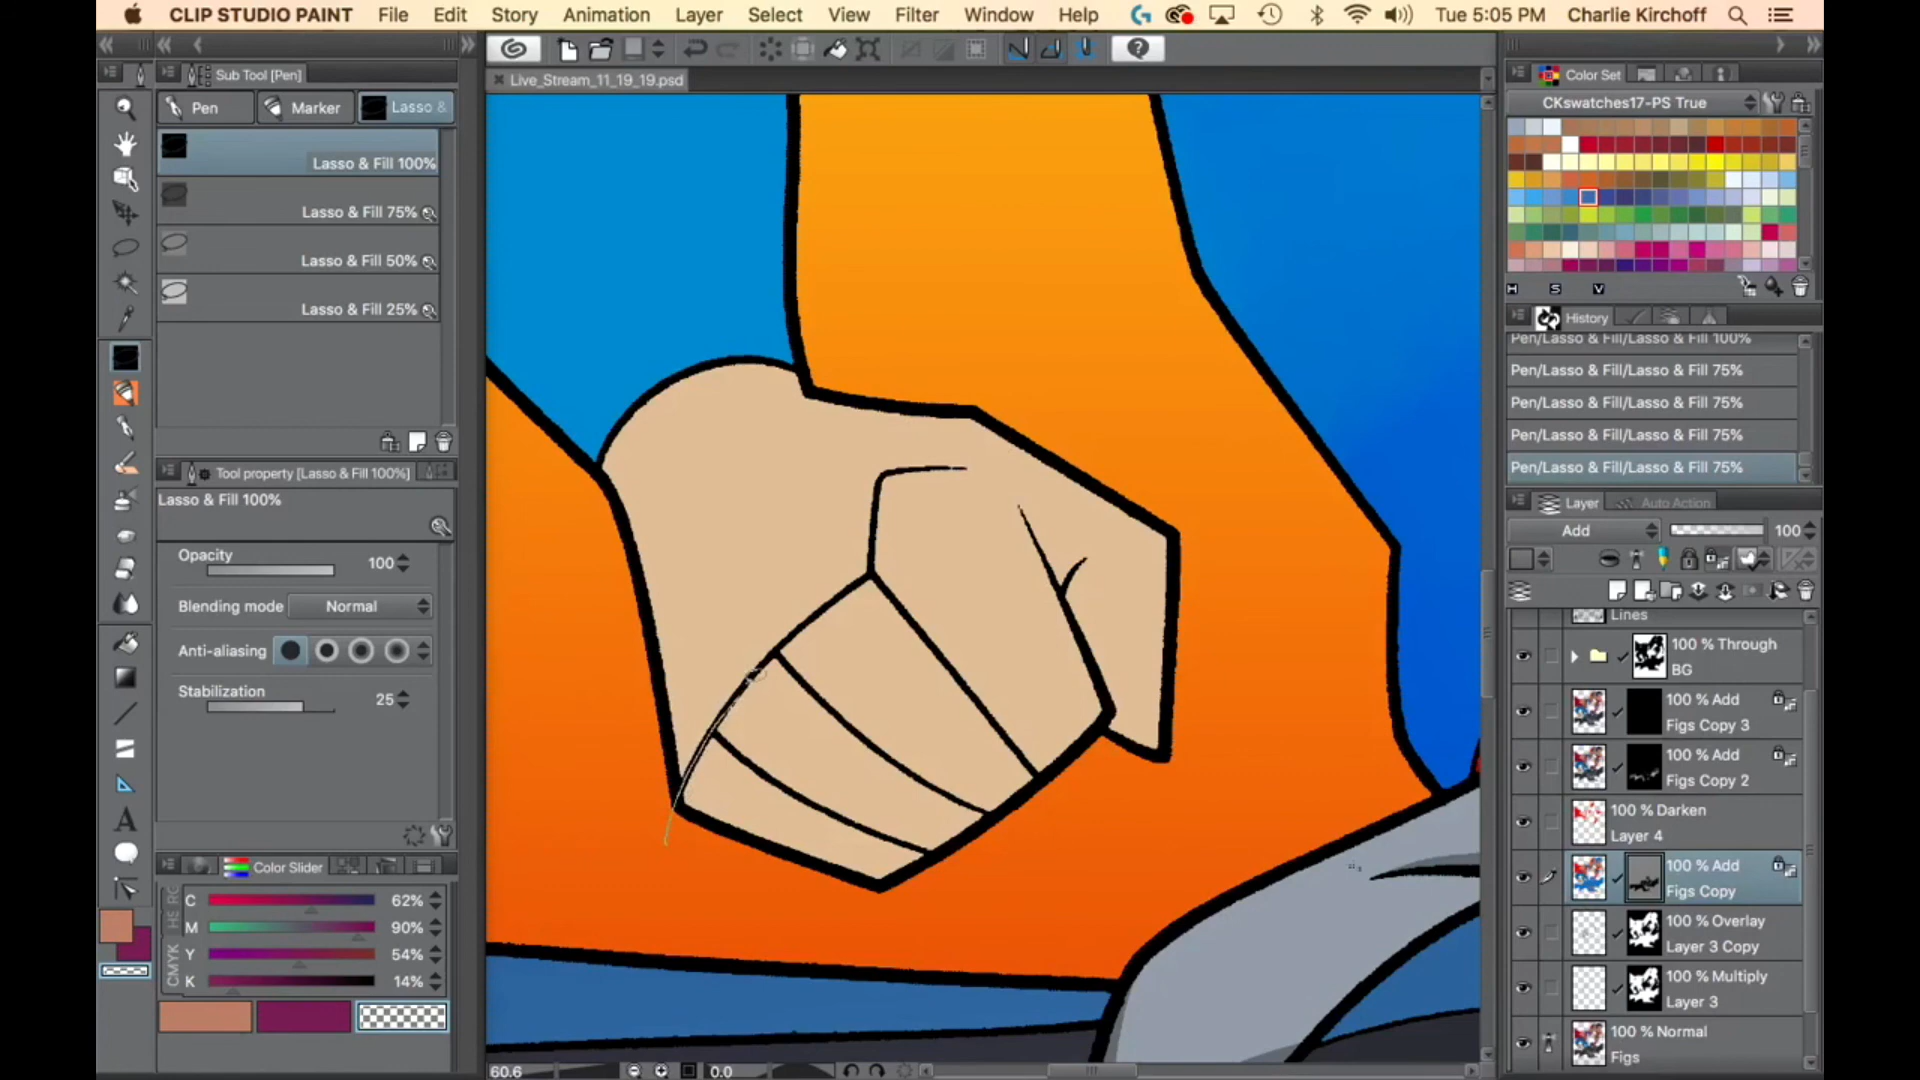 CLIP STUDIO PAINT File Edit Story Animation Layer Select View Filter Window Help Tue 5:05 PM Charlie Kirchoff
Sub Tool [Pen]
Pen Marker Lasso &
Lasso & Fill 100%
Lasso & Fill 75%
Lasso & Fill 50%
Lasso & Fill 25%
Tool property [Lasso & Fill 100%]
Lasso & Fill 100%
Opacity 100
Blending mode Normal
Anti-aliasing
Stabilization 25
Color Slider
C 62%
M 90%
Y 54%
K 14%
CMYK
Live_Stream_11_19_19.psd
60.6 0.0
Color Set
CKswatches17-PS True
H S V
History
Pen/Lasso & Fill/Lasso & Fill 100%
Pen/Lasso & Fill/Lasso & Fill 75%
Pen/Lasso & Fill/Lasso & Fill 75%
Pen/Lasso & Fill/Lasso & Fill 75%
Pen/Lasso & Fill/Lasso & Fill 75%
Layer Auto Action
Add 100
Lines
100 % Through
BG
100 % Add
Figs Copy 3
100 % Add
Figs Copy 2
100 % Darken
Layer 4
100 % Add
Figs Copy
100 % Overlay
Layer 3 Copy
100 % Multiply
Layer 3
100 % Normal
Figs